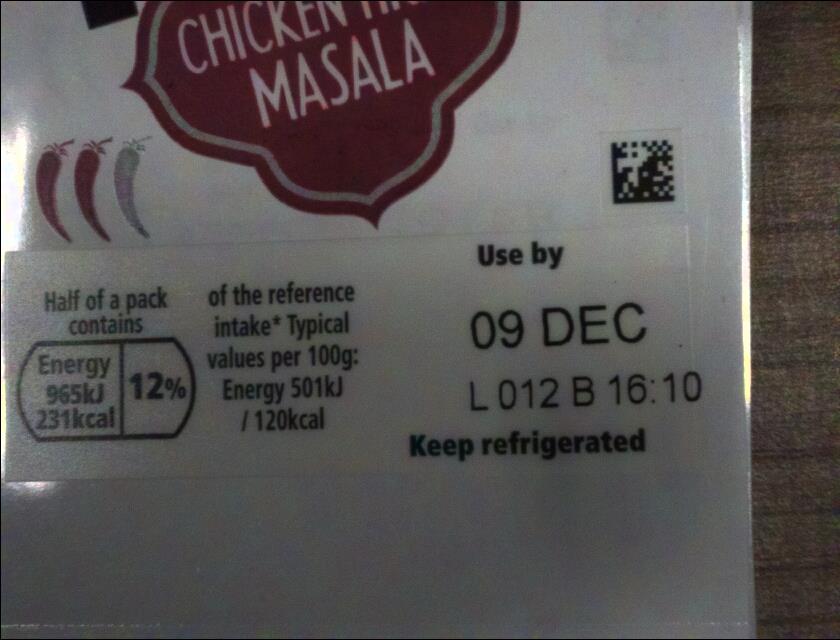 CHICKEN
MASALA
Use by
09 DEC
L 012 B 16:10
Keep refrigerated
Half of a pack
contains
Energy
965kJ
231kcal
12%
of the reference
intake* Typical
values per 100g:
Energy 501kJ
/ 120kcal